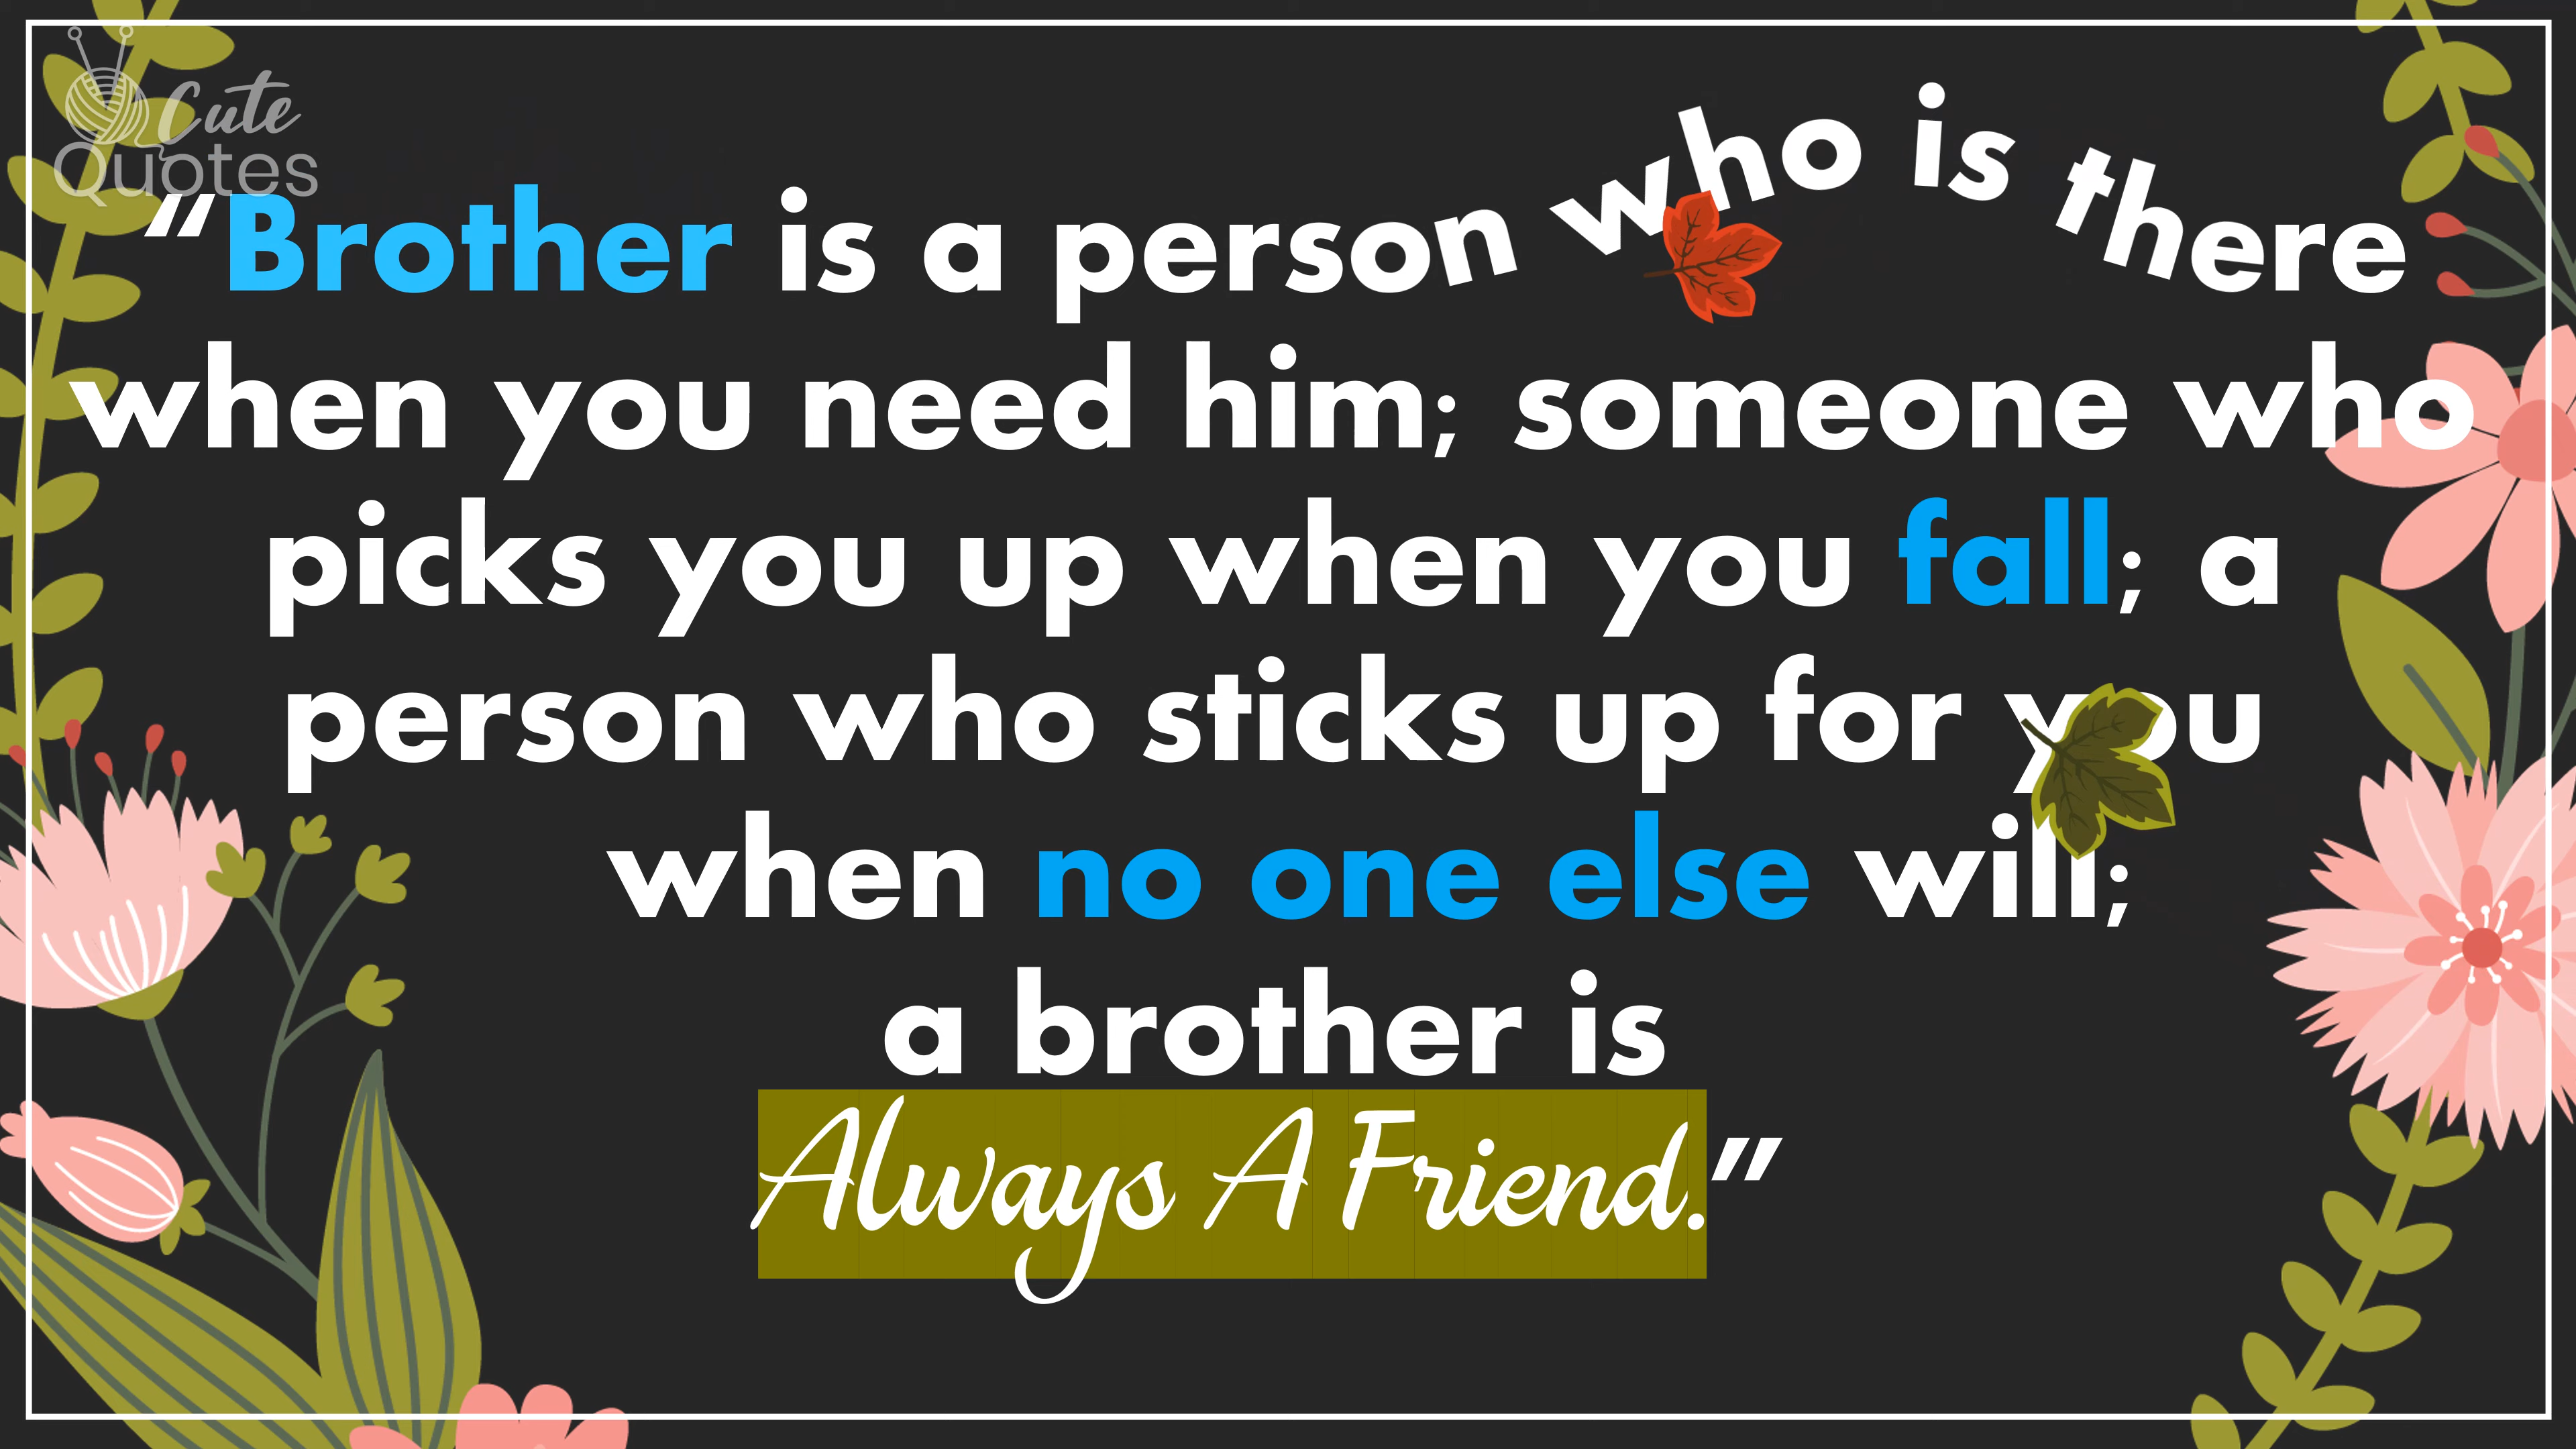 Cute
Quotes
"Brother is a person who is there
when you need him; someone who
picks you up when you fall; a
person who sticks up for you
when no one else will;
a brother is
Always A Friend."